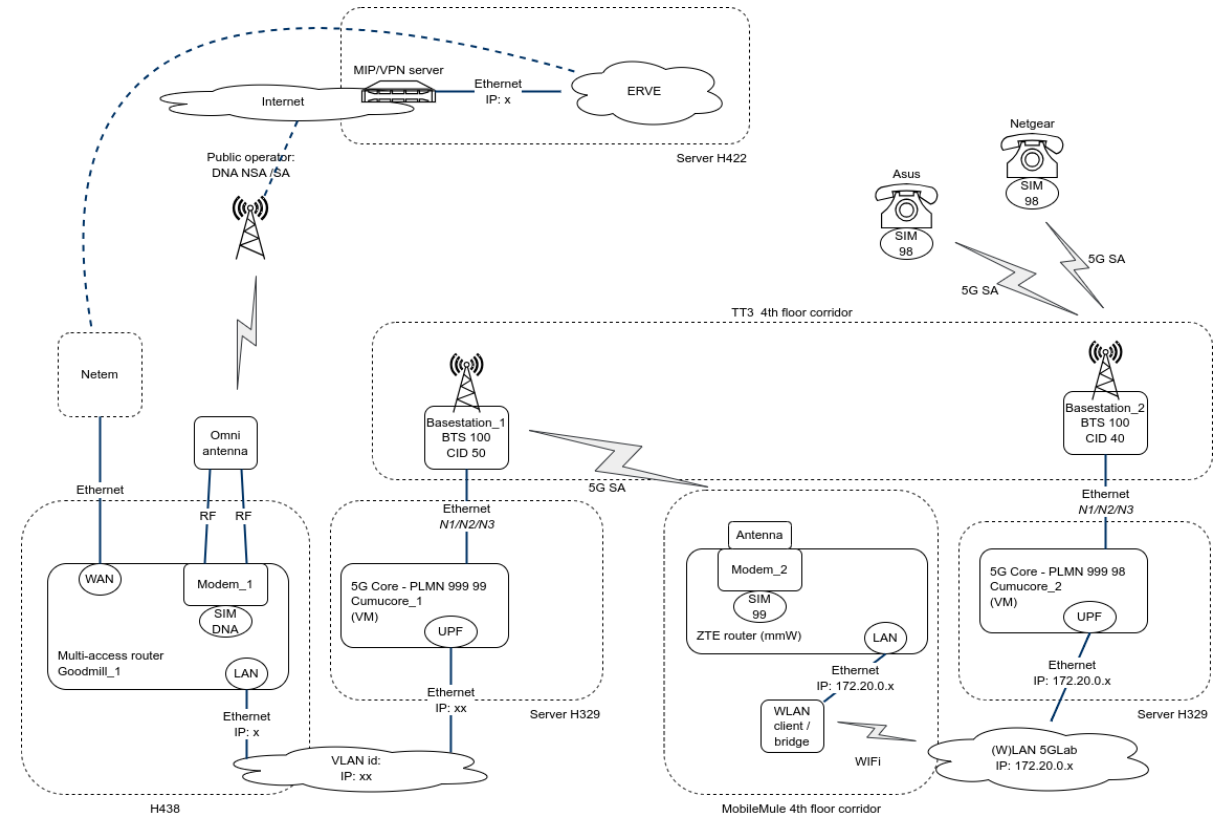 MIP/VPN server
Ethernet
IP: x
ERVE
Internet
Server H422
Public operator:
DNA NSA /SA
Netgear
SIM
98
Asus
SIM
98
5G SA
5G SA
TT3 4th floor corridor
Netem
Basestation_1
BTS 100
CID 50
Basestation_2
BTS 100
CID 40
Omni
antenna
5G SA
Ethernet
RF
RF
Ethernet
N1/N2/N3
Ethernet
N1/N2/N3
WAN
Modem_1
SIM
DNA
Multi-access router
Goodmill_1
LAN
Ethernet
IP: x
5G Core - PLMN 999 99
Cumucore_1
(VM)
UPF
Ethernet
IP: xx
Server H329
Antenna
Modem_2
SIM
99
ZTE router (mmW)
LAN
Ethernet
IP: 172.20.0.x
WLAN
client /
bridge
WIFi
5G Core - PLMN 999 98
Cumucore_2
(VM)
UPF
Ethernet
IP: 172.20.0.x
Server H329
VLAN id:
IP: xx
(W)LAN 5GLab
IP: 172.20.0.x
H438
MobileMule 4th floor corridor